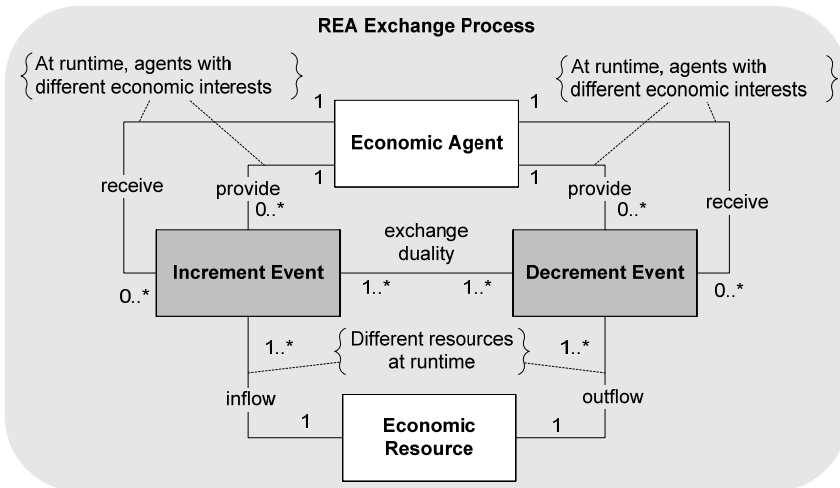 REA Exchange Process
At runtime, agents with
different economic interests
At runtime, agents with
different economic interests
1
1
Economic Agent
1
1
receive
provide
provide
receive
0..*
0..*
exchange
duality
Increment Event
Decrement Event
0..*
1..*
1..*
0..*
1..*
Different resources
at runtime
1..*
inflow
outflow
1
Economic
Resource
1